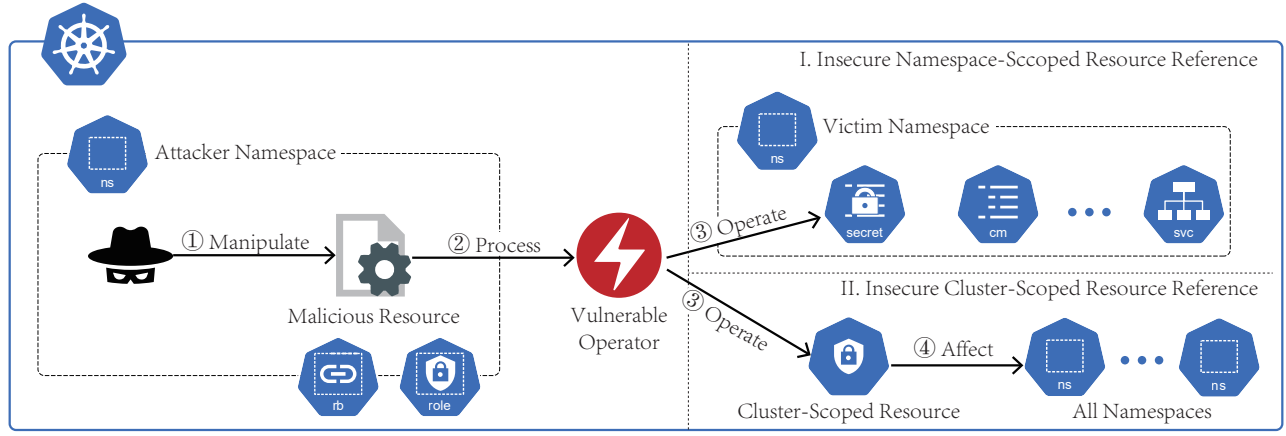 I. Insecure Namespace-Sccoped Resource Reference
Attacker Namespace
ns
① Manipulate
② Process
Malicious Resource
rb
role
Vulnerable
Operator
Victim Namespace
ns
③ Operate
secret
cm
svc
II. Insecure Cluster-Scoped Resource Reference
③ Operate
④ Affect
ns
ns
Cluster-Scoped Resource
All Namespaces